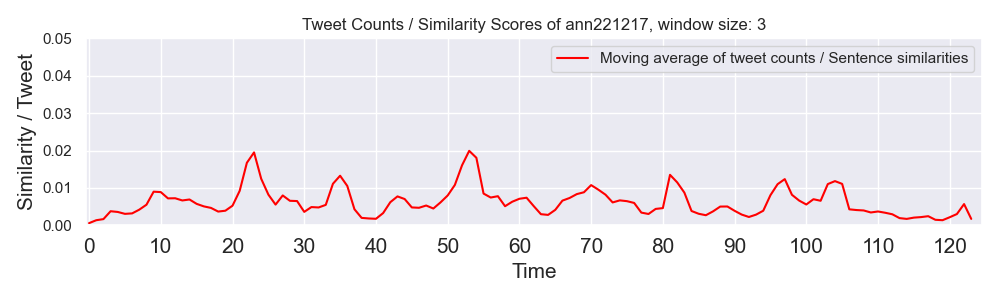 Tweet Counts / Similarity Scores of ann221217, window size: 3
Moving average of tweet counts / Sentence similarities
Similarity / Tweet
0.05
0.04
0.03
0.02
0.01
0.00
0 10 20 30 40 50 60 70 80 90 100 110 120
Time